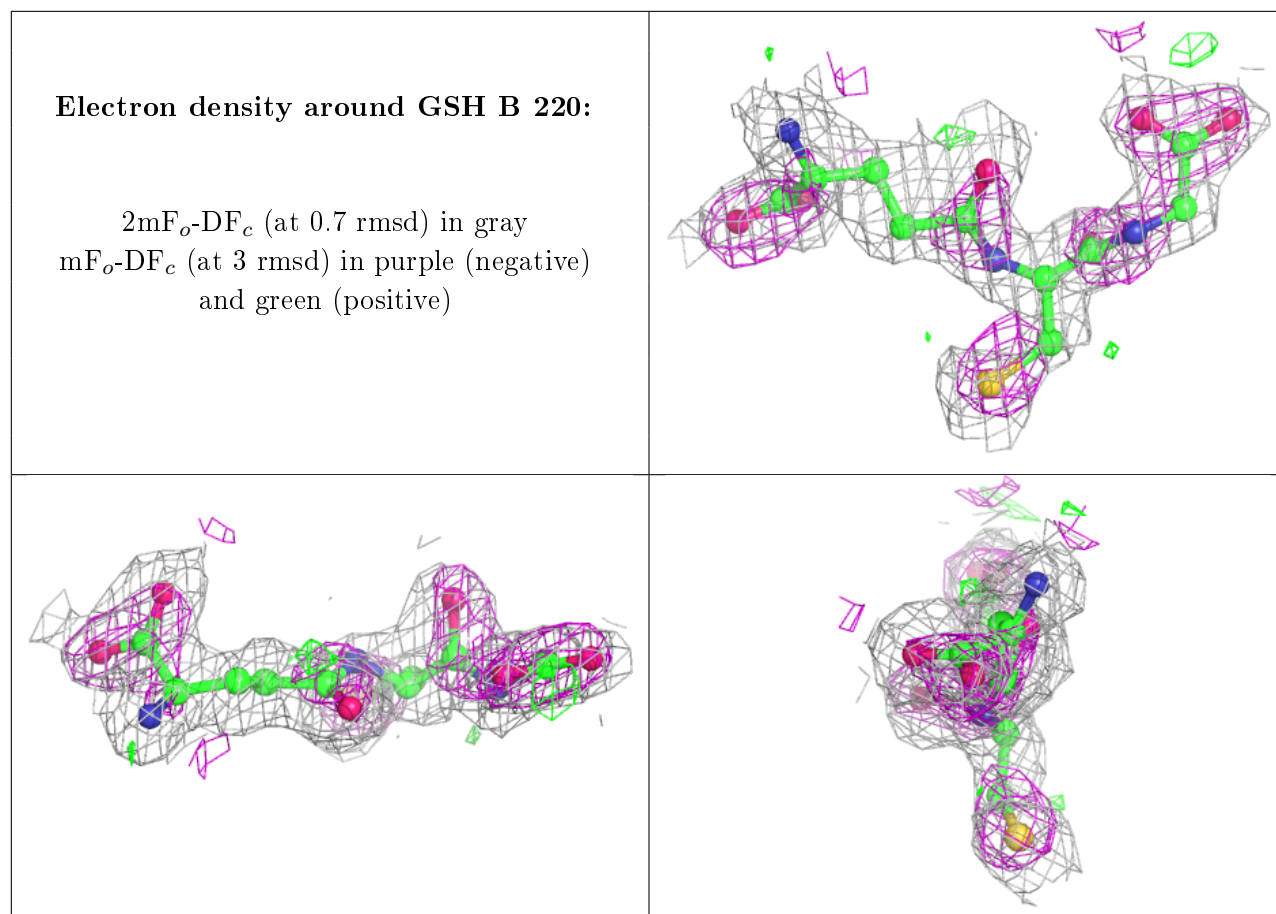 Electron density around GSH B 220:
2mFo-DFc (at 0.7 rmsd) in gray
mFo-DFc (at 3 rmsd) in purple (negative)
and green (positive)